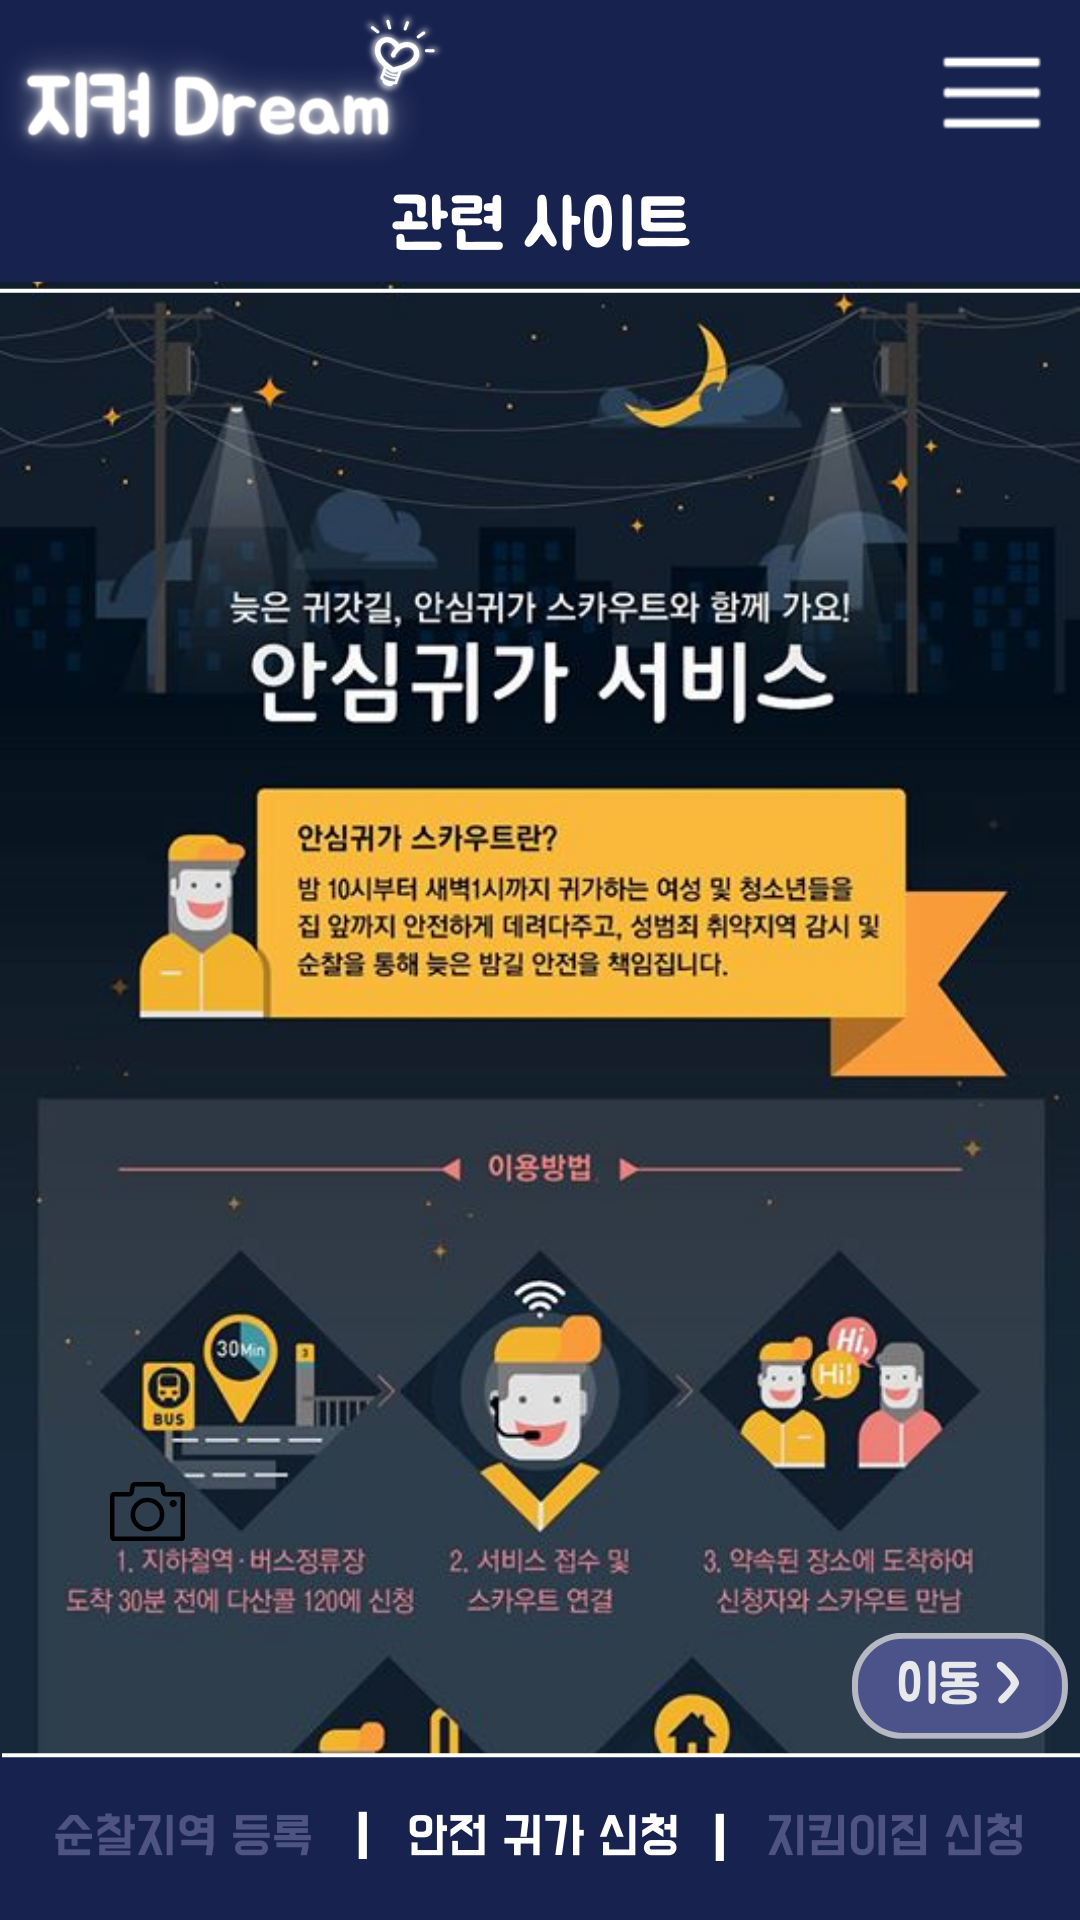 지켜 Dream
관련 사이트
늦은 귀갓길, 안심귀가 스카우트와 함께 가요!
안심귀가 서비스
안심귀가 스카우트란?
밤 10시부터 새벽1시까지 귀가하는 여성 및 청소년들을
집 앞까지 안전하게 데려다주고, 성범죄 취약지역 감시 및
순찰을 통해 늦은 밤길 안전을 책임집니다.
이용방법
30Min
3
BUS
Hi,
Hi!
1. 지하철역·버스정류장
도착 30분 전에 다산콜 120에 신청
2. 서비스 접수 및
스카우트 연결
3. 약속된 장소에 도착하여
신청자와 스카우트 만남
이동 >
순찰지역 등록 | 안전 귀가 신청 | 지킴이집 신청